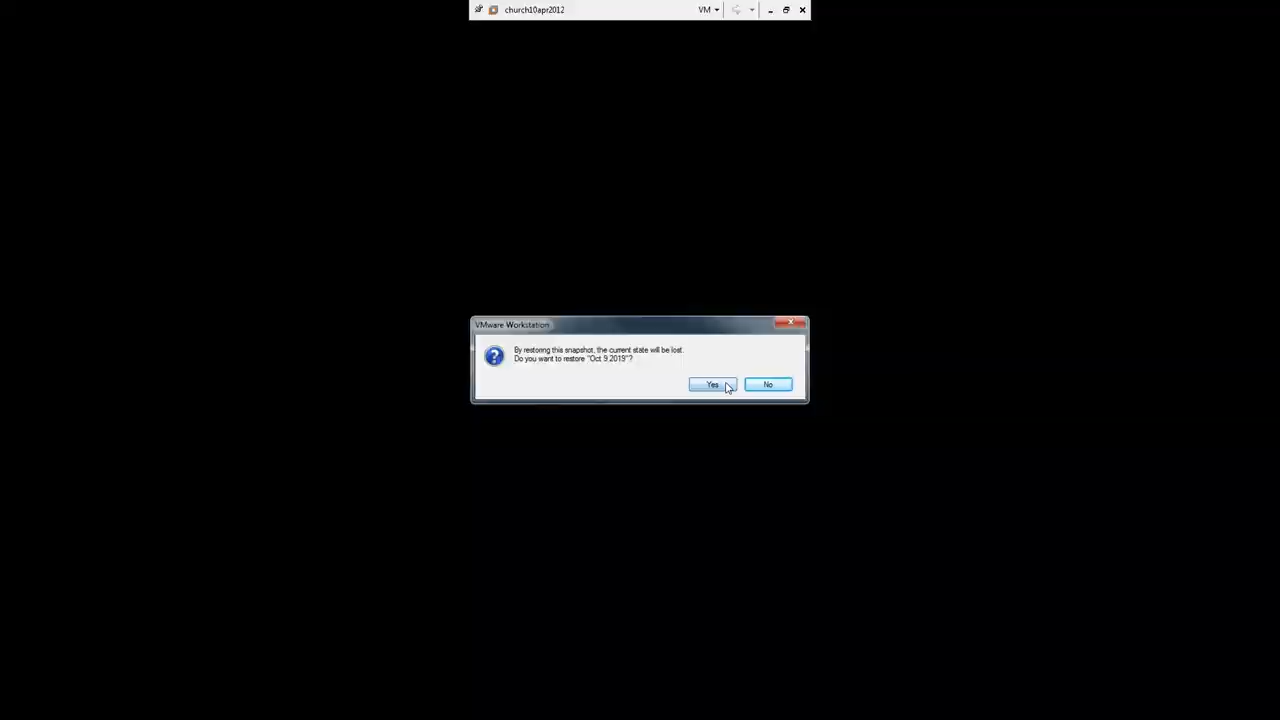 church10apr2012
VM
VMware Workstation
By restoring this snapshot, the current state will be lost.
Do you want to restore "Oct 9 2019"?
Yes
No